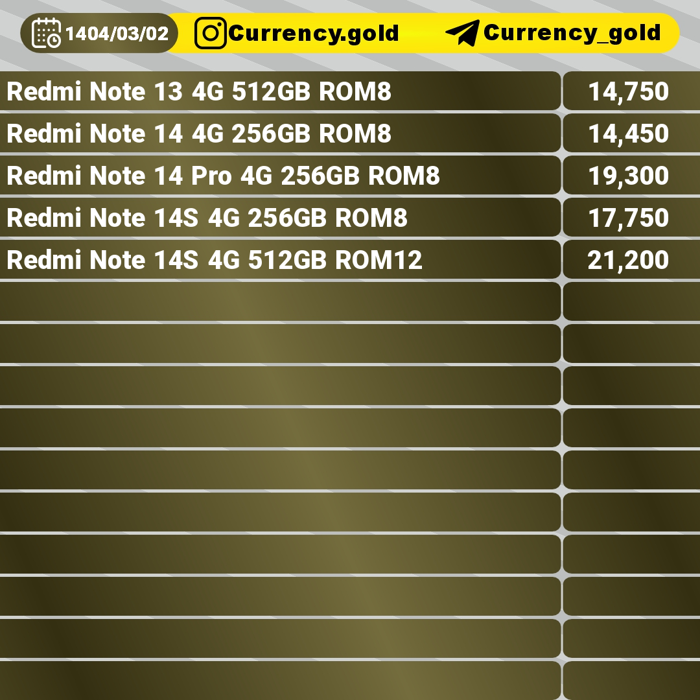 1404/03/02 Currency.gold Currency_gold
Redmi Note 13 4G 512GB ROM8 14,750
Redmi Note 14 4G 256GB ROM8 14,450
Redmi Note 14 Pro 4G 256GB ROM8 19,300
Redmi Note 14S 4G 256GB ROM8 17,750
Redmi Note 14S 4G 512GB ROM12 21,200